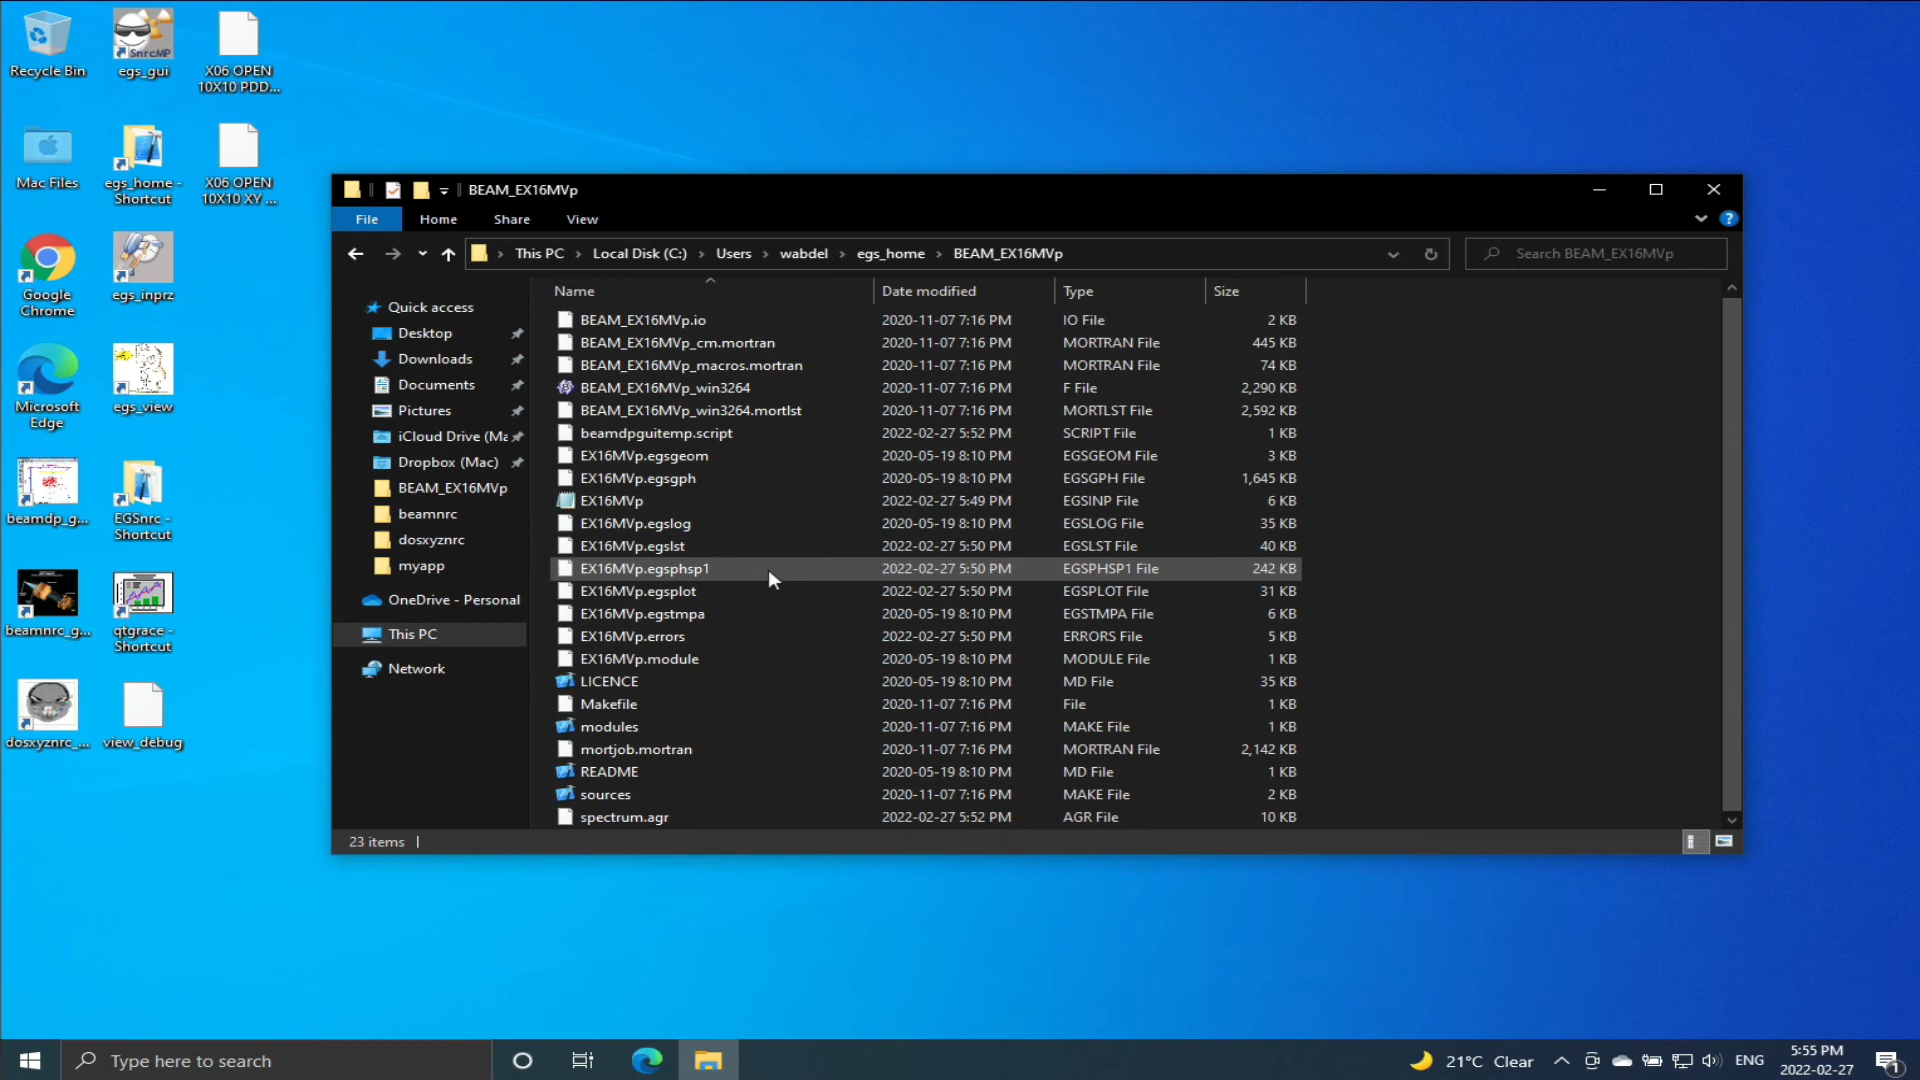 Recycle Bin
egs_gui
SnrcMP
X06 OPEN
10X10 PDD...
Mac Files
egs_home -
Shortcut
X06 OPEN
10X10 XY ...
Google
Chrome
egs_inprz
Microsoft
Edge
egs_view
beamdp_g...
EGSnrc -
Shortcut
beamnrc_g...
qtgrace -
Shortcut
dosxyznrc_...
view_debug
BEAM_EX16MVp
File Home Share View
This PC > Local Disk (C:) > Users > wabdel > egs_home > BEAM_EX16MVp
Search BEAM_EX16MVp
Quick access
Desktop
Downloads
Documents
Pictures
iCloud Drive (Ma
Dropbox (Mac)
BEAM_EX16MVp
beamnrc
dosxyznrc
myapp
OneDrive - Personal
This PC
Network
Name Date modified Type Size
BEAM_EX16MVp.io 2020-11-07 7:16 PM IO File 2 KB
BEAM_EX16MVp_cm.mortran 2020-11-07 7:16 PM MORTRAN File 445 KB
BEAM_EX16MVp_macros.mortran 2020-11-07 7:16 PM MORTRAN File 74 KB
BEAM_EX16MVp_win3264 2020-11-07 7:16 PM F File 2,290 KB
BEAM_EX16MVp_win3264.mortlst 2020-11-07 7:16 PM MORTLST File 2,592 KB
beamdpguitemp.script 2022-02-27 5:52 PM SCRIPT File 1 KB
EX16MVp.egsgeom 2020-05-19 8:10 PM EGSGEOM File 3 KB
EX16MVp.egsgph 2020-05-19 8:10 PM EGSGPH File 1,645 KB
EX16MVp 2022-02-27 5:49 PM EGSINP File 6 KB
EX16MVp.egslog 2020-05-19 8:10 PM EGSLOG File 35 KB
EX16MVp.egslst 2022-02-27 5:50 PM EGSLST File 40 KB
EX16MVp.egsphsp1 2022-02-27 5:50 PM EGSPHSP1 File 242 KB
EX16MVp.egsplot 2022-02-27 5:50 PM EGSPLOT File 31 KB
EX16MVp.egstmpa 2020-05-19 8:10 PM EGSTMPA File 6 KB
EX16MVp.errors 2022-02-27 5:50 PM ERRORS File 5 KB
EX16MVp.module 2020-05-19 8:10 PM MODULE File 1 KB
LICENCE 2020-05-19 8:10 PM MD File 35 KB
Makefile 2020-11-07 7:16 PM File 1 KB
modules 2020-11-07 7:16 PM MAKE File 1 KB
mortjob.mortran 2020-11-07 7:16 PM MORTRAN File 2,142 KB
README 2020-05-19 8:10 PM MD File 1 KB
sources 2020-11-07 7:16 PM MAKE File 2 KB
spectrum.agr 2022-02-27 5:52 PM AGR File 10 KB
23 items
Type here to search
21°C Clear
ENG
5:55 PM
2022-02-27
1